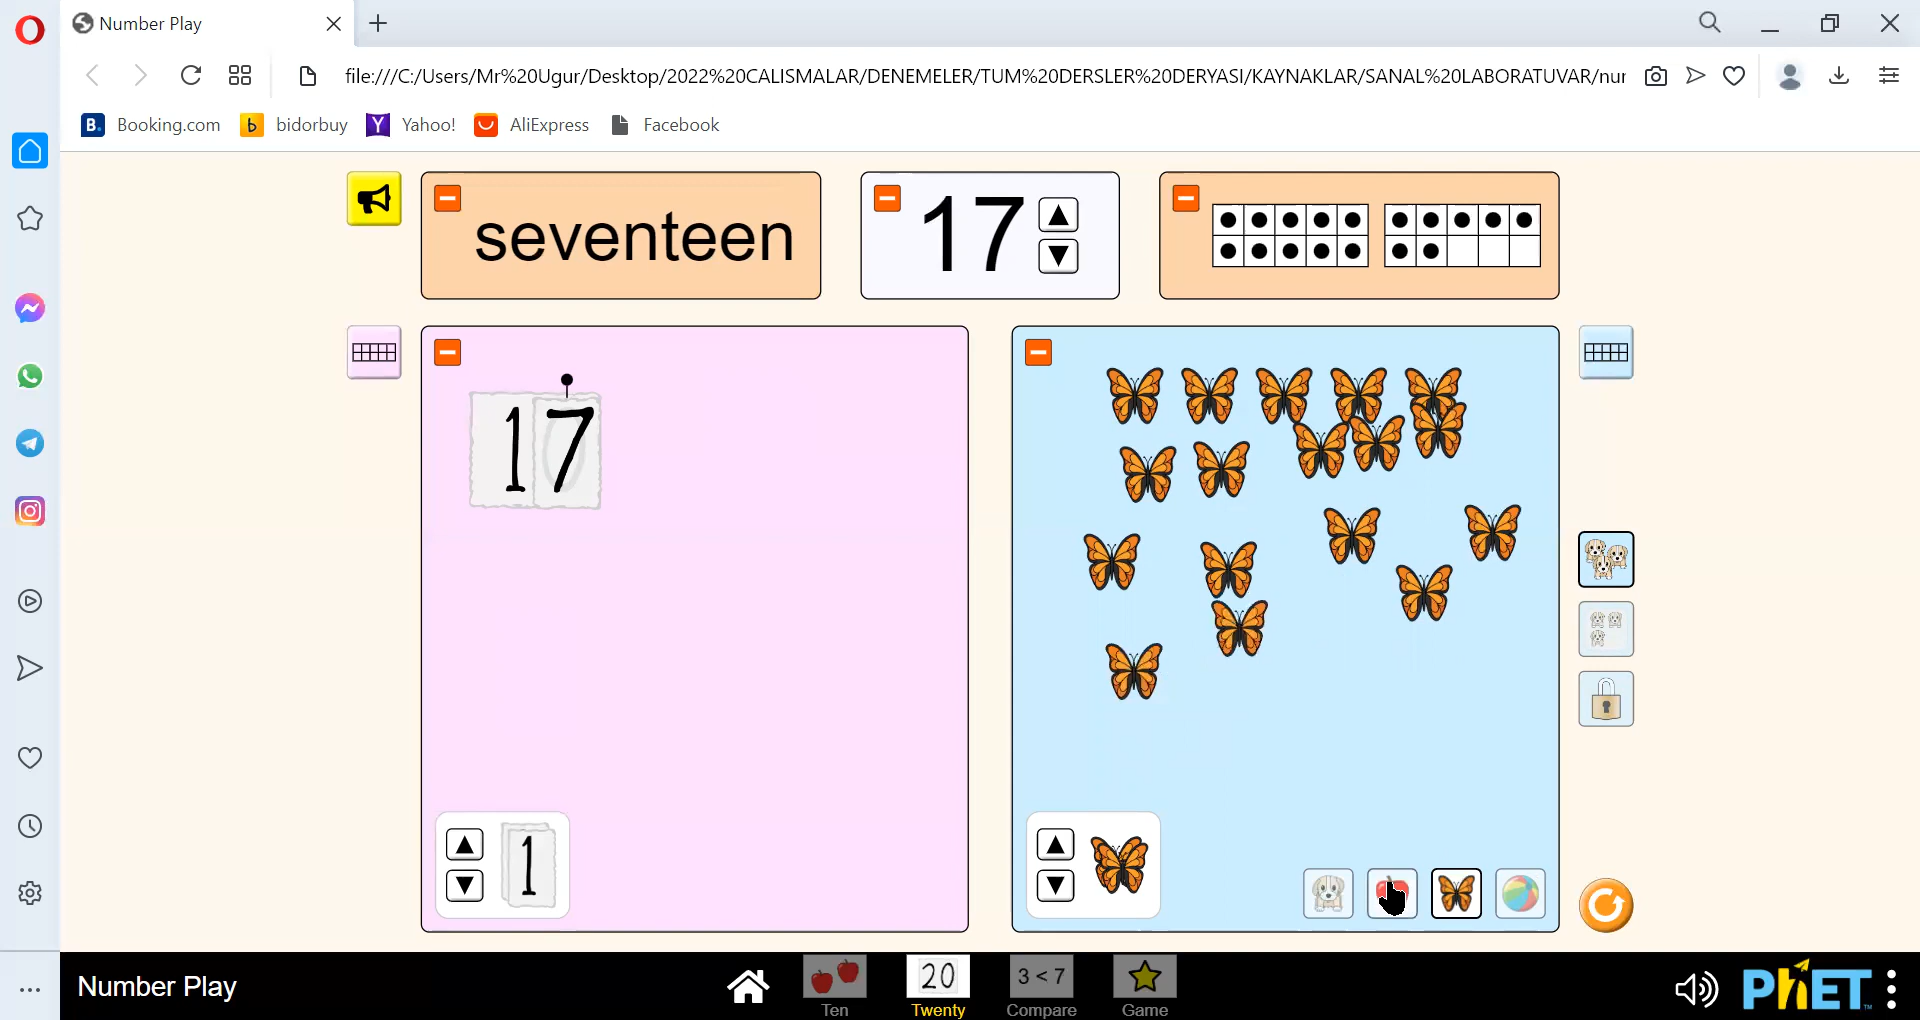 Number Play
file:///C:/Users/Mr%20Ugur/Desktop/2022%20CALISMALAR/DENEMELER/TUM%20DERSLER%20DERYASI/KAYNAKLAR/SANAL%20LABORATUVAR/nur
B. Booking.com b bidorbuy Y Yahoo! AliExpress Facebook
seventeen
17
17
1
Number Play
20
3 < 7
Ten
Twenty
Compare
Game
PhET™